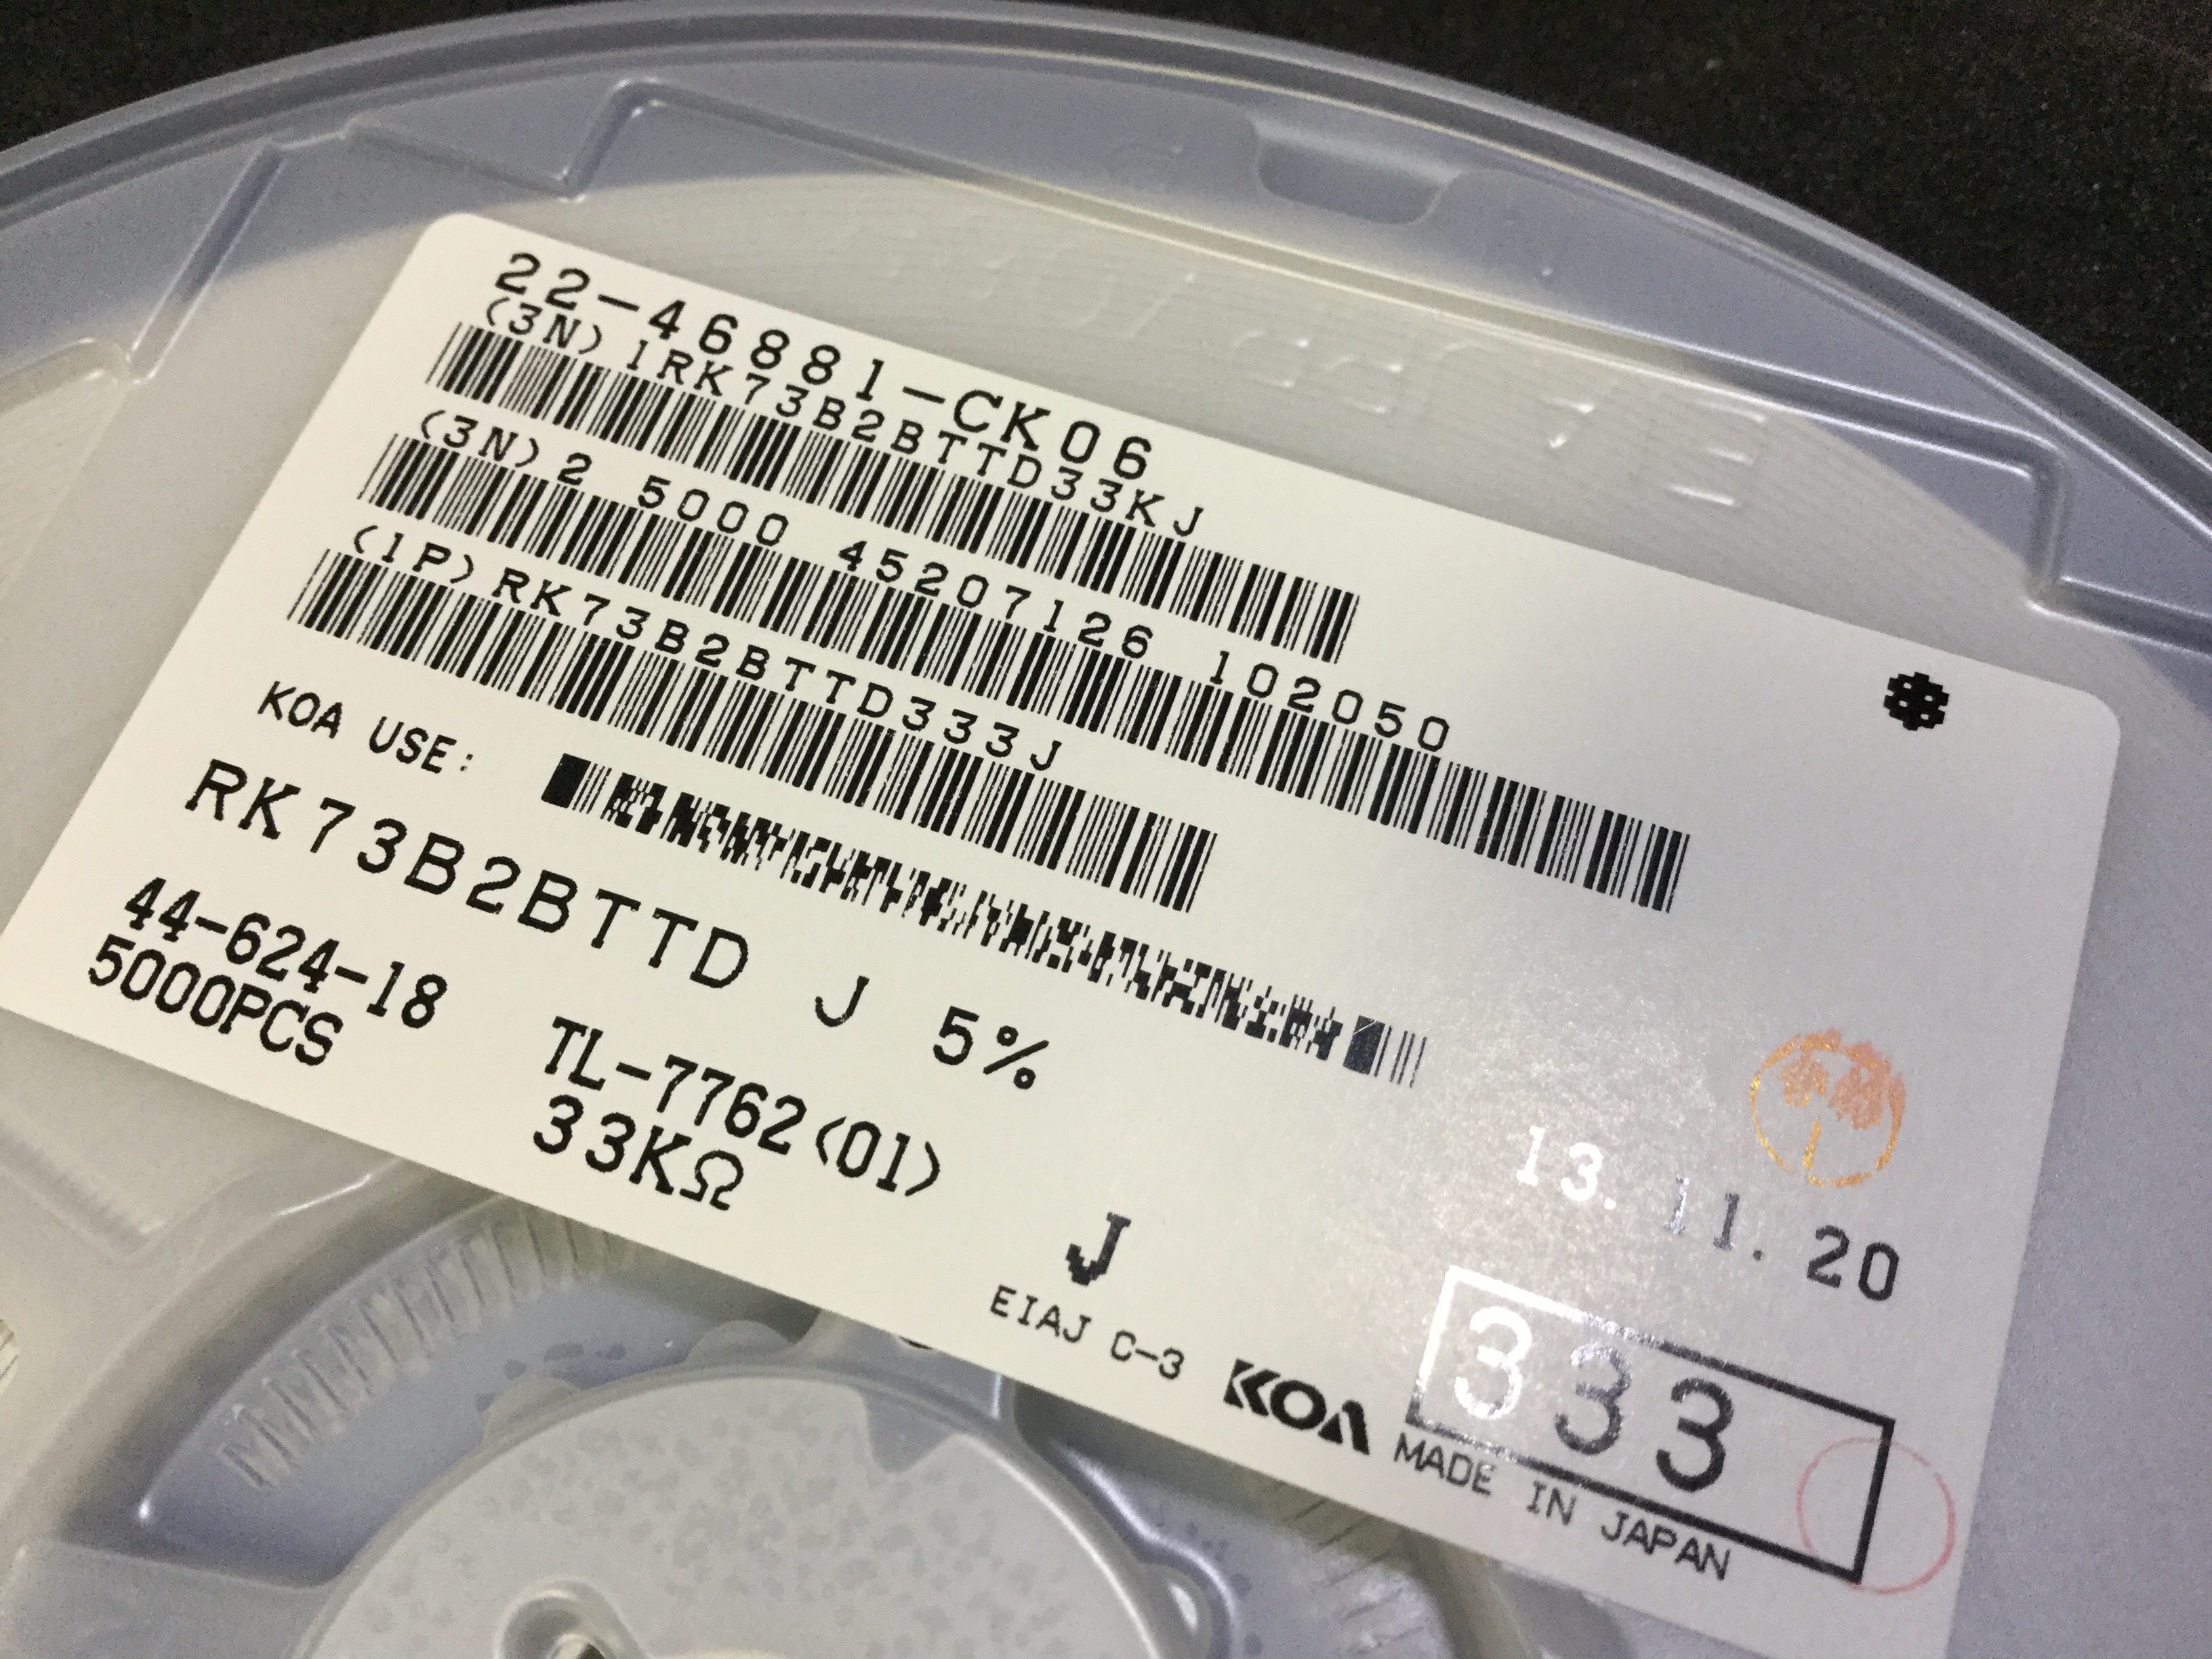 22-46881-CK06
(3N)1RK73B2BTTD33KJ
(3N)2 5000 45207126 102050
(1P)RK73B2BTTD333J
KOA USE:
RK73B2BTTD J 5%
44-624-18 TL-7762(01)
5000PCS 33KΩ
13. 11. 20
J
EIAJ C-3
KOA
333
MADE IN JAPAN